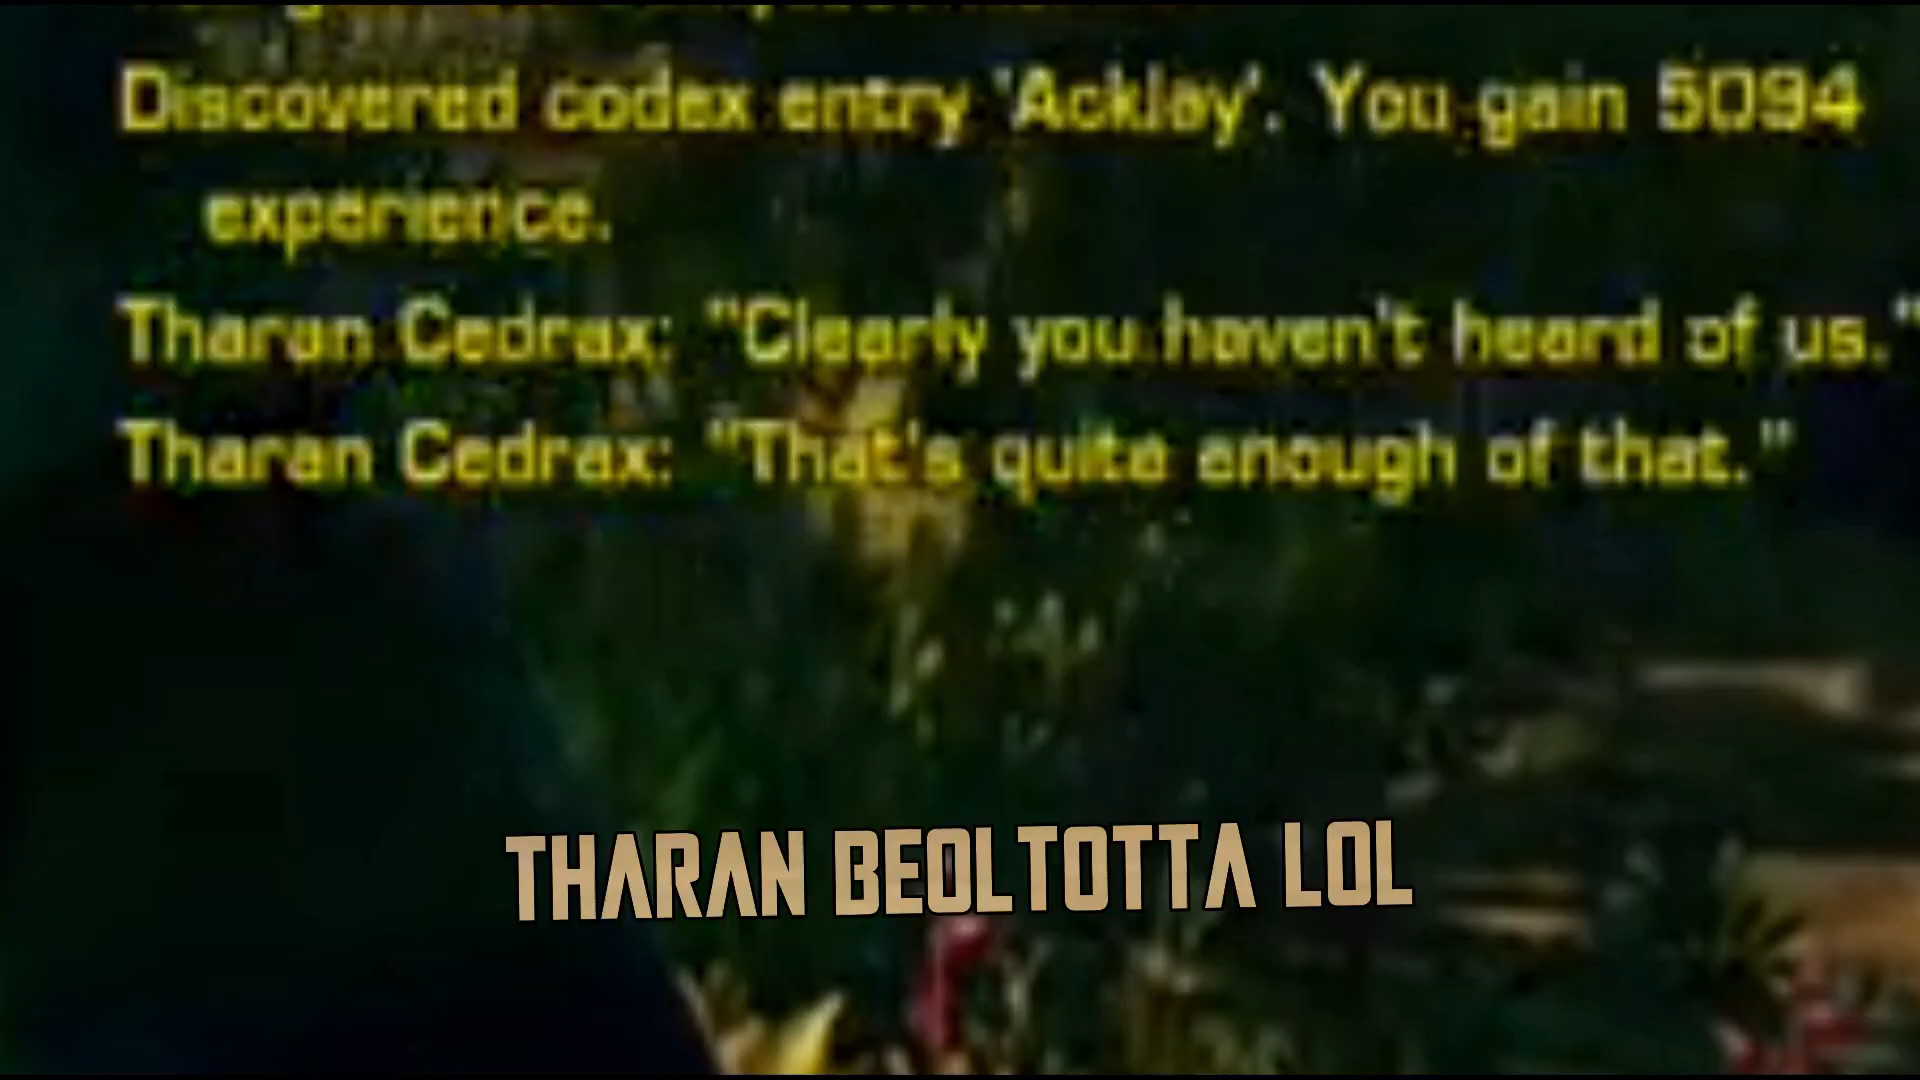 Discovered codex entry 'Acklay'. You gain 5094
experience.
Tharan Cedrax: "Clearly you haven't heard of us."
Tharan Cedrax: "That's quite enough of that."
THARAN BEOLTOTTA LOL